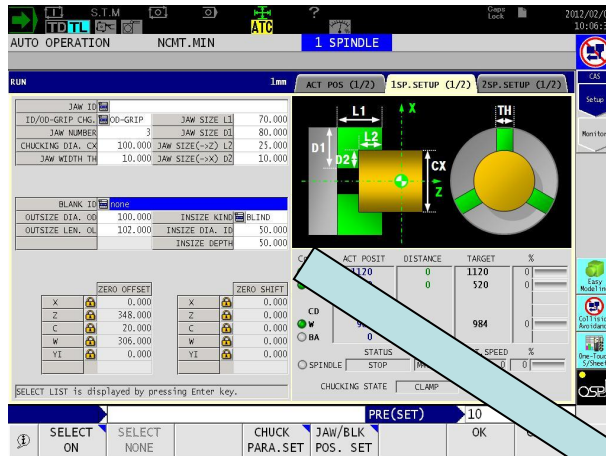 S.T.M ? Caps Lock 2012/02/0
TD TL ATC 10:06:3
AUTO OPERATION NCMT.MIN 1 SPINDLE
RUN 1mm ACT POS (1/2) 1SP.SETUP (1/2) 2SP.SETUP (1/2)
CAS
Setup
Monitor
JAW ID
ID/OD-GRIP CHG. OD-GRIP JAW SIZE L1 70.000
JAW NUMBER 3 JAW SIZE D1 80.000
CHUCKING DIA. CX 100.000 JAW SIZE(->Z) L2 25.000
JAW WIDTH TH 10.000 JAW SIZE(->X) D2 10.000
L1 X TH
D1 L2
D2 CX
Z
BLANK ID none
OUTSIZE DIA. OD 100.000 INSIZE KIND BLIND
OUTSIZE LEN. OL 102.000 INSIZE DIA. ID 50.000
INSIZE DEPTH 50.000
ACT POSIT DISTANCE TARGET %
1120 0 1120 0
0 520 0
ZERO OFFSET ZERO SHIFT
X 0.000 X 0.000
Z 348.000 Z 0.000
C 20.000 C 0.000
W 306.000 W 0.000
YI 0.000 YI 0.000
CD
W 984 0
BA 0
STATUS SPEED %
SPINDLE STOP 0 0
CHUCKING STATE CLAMP
Easy Modeling
Collision Avoidance
One-Touch S/Sheet
OSP
SELECT LIST is displayed by pressing Enter key.
PRE(SET) 10
SELECT ON SELECT NONE CHUCK PARA.SET JAW/BLK POS. SET OK